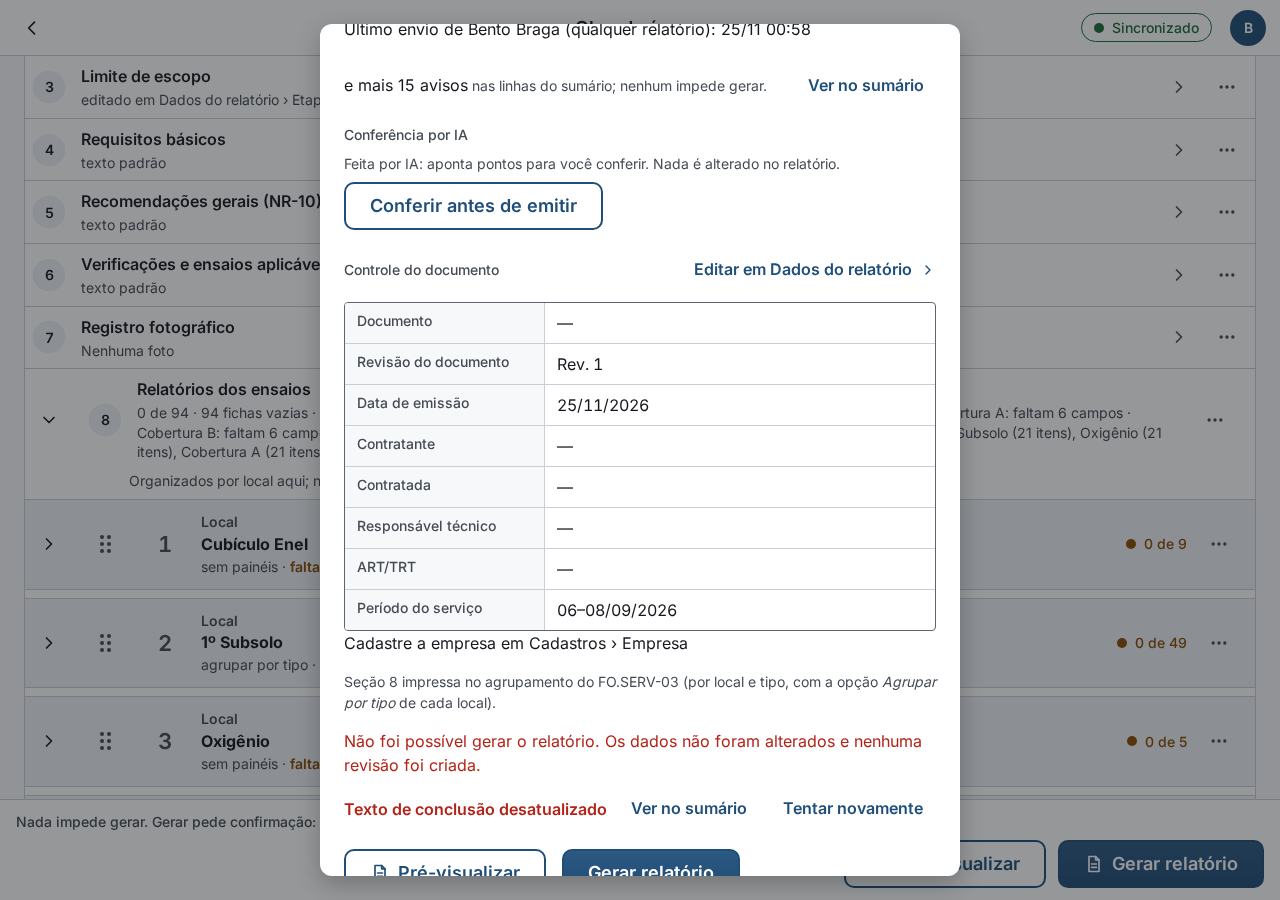 Sincronizado
B
Último envio de Bento Braga (qualquer relatório): 25/11 00:58
e mais 15 avisos nas linhas do sumário; nenhum impede gerar.
Ver no sumário
Conferência por IA
Feita por IA: aponta pontos para você conferir. Nada é alterado no relatório.
Conferir antes de emitir
Controle do documento
Editar em Dados do relatório
Documento —
Revisão do documento Rev. 1
Data de emissão 25/11/2026
Contratante —
Contratada —
Responsável técnico —
ART/TRT —
Período do serviço 06–08/09/2026
Cadastre a empresa em Cadastros › Empresa
Seção 8 impressa no agrupamento do FO.SERV-03 (por local e tipo, com a opção Agrupar
por tipo de cada local).
Não foi possível gerar o relatório. Os dados não foram alterados e nenhuma
revisão foi criada.
Texto de conclusão desatualizado
Ver no sumário
Tentar novamente
Pré-visualizar
Gerar relatório
3
Limite de escopo
editado em Dados do relatório ›
4
Requisitos básicos
texto padrão
5
Recomendações gerais (NR-10)
texto padrão
6
Verificações e ensaios
texto padrão
7
Registro fotográfico
Nenhuma foto
8
Relatórios dos ensaios
0 de 94 · 94 fichas vazias · A: faltam 6 campos ·
Cobertura B: faltam 6 Subsolo (21 itens), Oxigênio (21
itens), Cobertura A (21
Organizados por local aqui;
1
Local
Cubículo Enel
sem painéis ·
0 de 9
2
Local
1º Subsolo
agrupar por tipo ·
0 de 49
3
Local
Oxigênio
sem painéis ·
0 de 5
Nada impede gerar. Gerar pede confirmação:
Gerar relatório